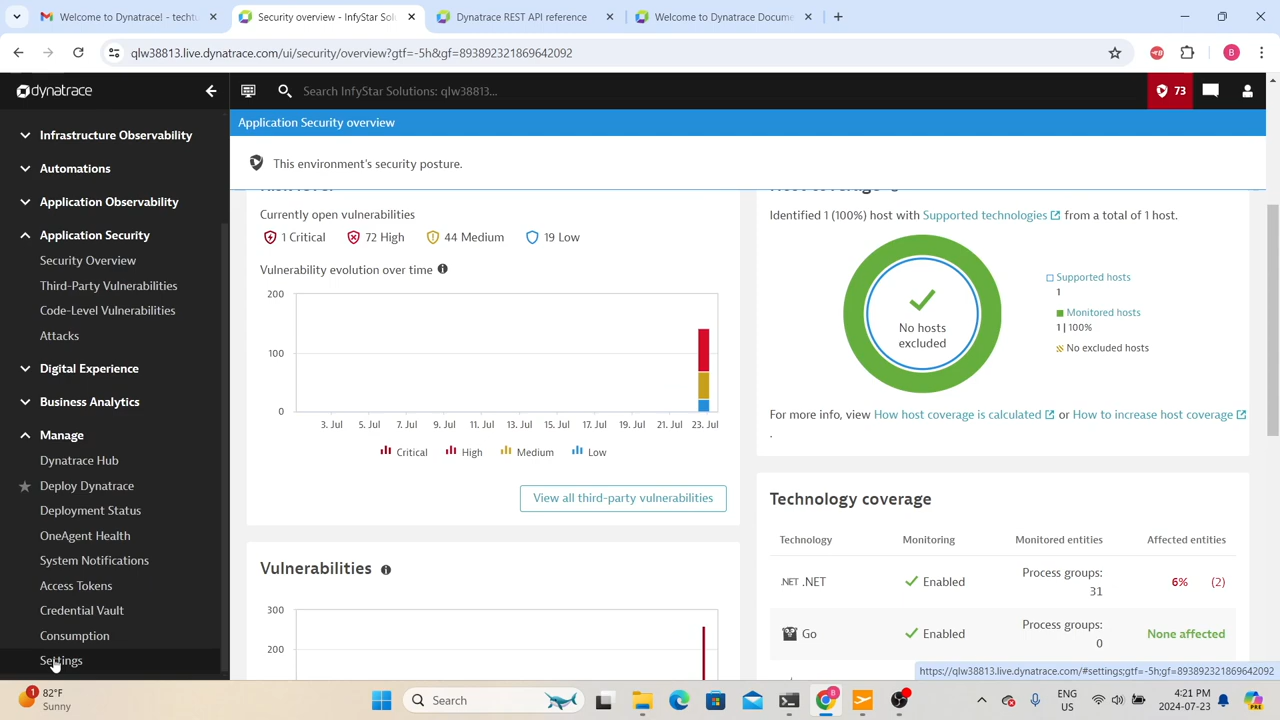 Welcome to Dynatrace! - techtu
Security overview - InfyStar Sol
Dynatrace REST API reference
Welcome to Dynatrace Docume
qlw38813.live.dynatrace.com/ui/security/overview?gtf=-5h&gf=893892321869642092
B
dynatrace
Search InfyStar Solutions: qlw38813...
73
Application Security overview
This environment's security posture.
Infrastructure Observability
Automations
Application Observability
Application Security
Security Overview
Third-Party Vulnerabilities
Code-Level Vulnerabilities
Attacks
Digital Experience
Business Analytics
Manage
Dynatrace Hub
Deploy Dynatrace
Deployment Status
OneAgent Health
System Notifications
Access Tokens
Credential Vault
Consumption
Settings
Currently open vulnerabilities
1 Critical 72 High 44 Medium 19 Low
Vulnerability evolution over time
200
100
0
3. Jul 5. Jul 7. Jul 9. Jul 11. Jul 13. Jul 15. Jul 17. Jul 19. Jul 21. Jul 23. Jul
Critical High Medium Low
View all third-party vulnerabilities
Vulnerabilities
300
200
Identified 1 (100%) host with Supported technologies from a total of 1 host.
No hosts
excluded
Supported hosts
1
Monitored hosts
1 | 100%
No excluded hosts
For more info, view How host coverage is calculated or How to increase host coverage
.
Technology coverage
Technology Monitoring Monitored entities Affected entities
.NET .NET Enabled Process groups: 31 6% (2)
Go Enabled Process groups: 0 None affected
https://qlw38813.live.dynatrace.com/#settings;gtf=-5h;gf=893892321869642092
1
82°F
Sunny
Search
ENG
US
4:21 PM
2024-07-23